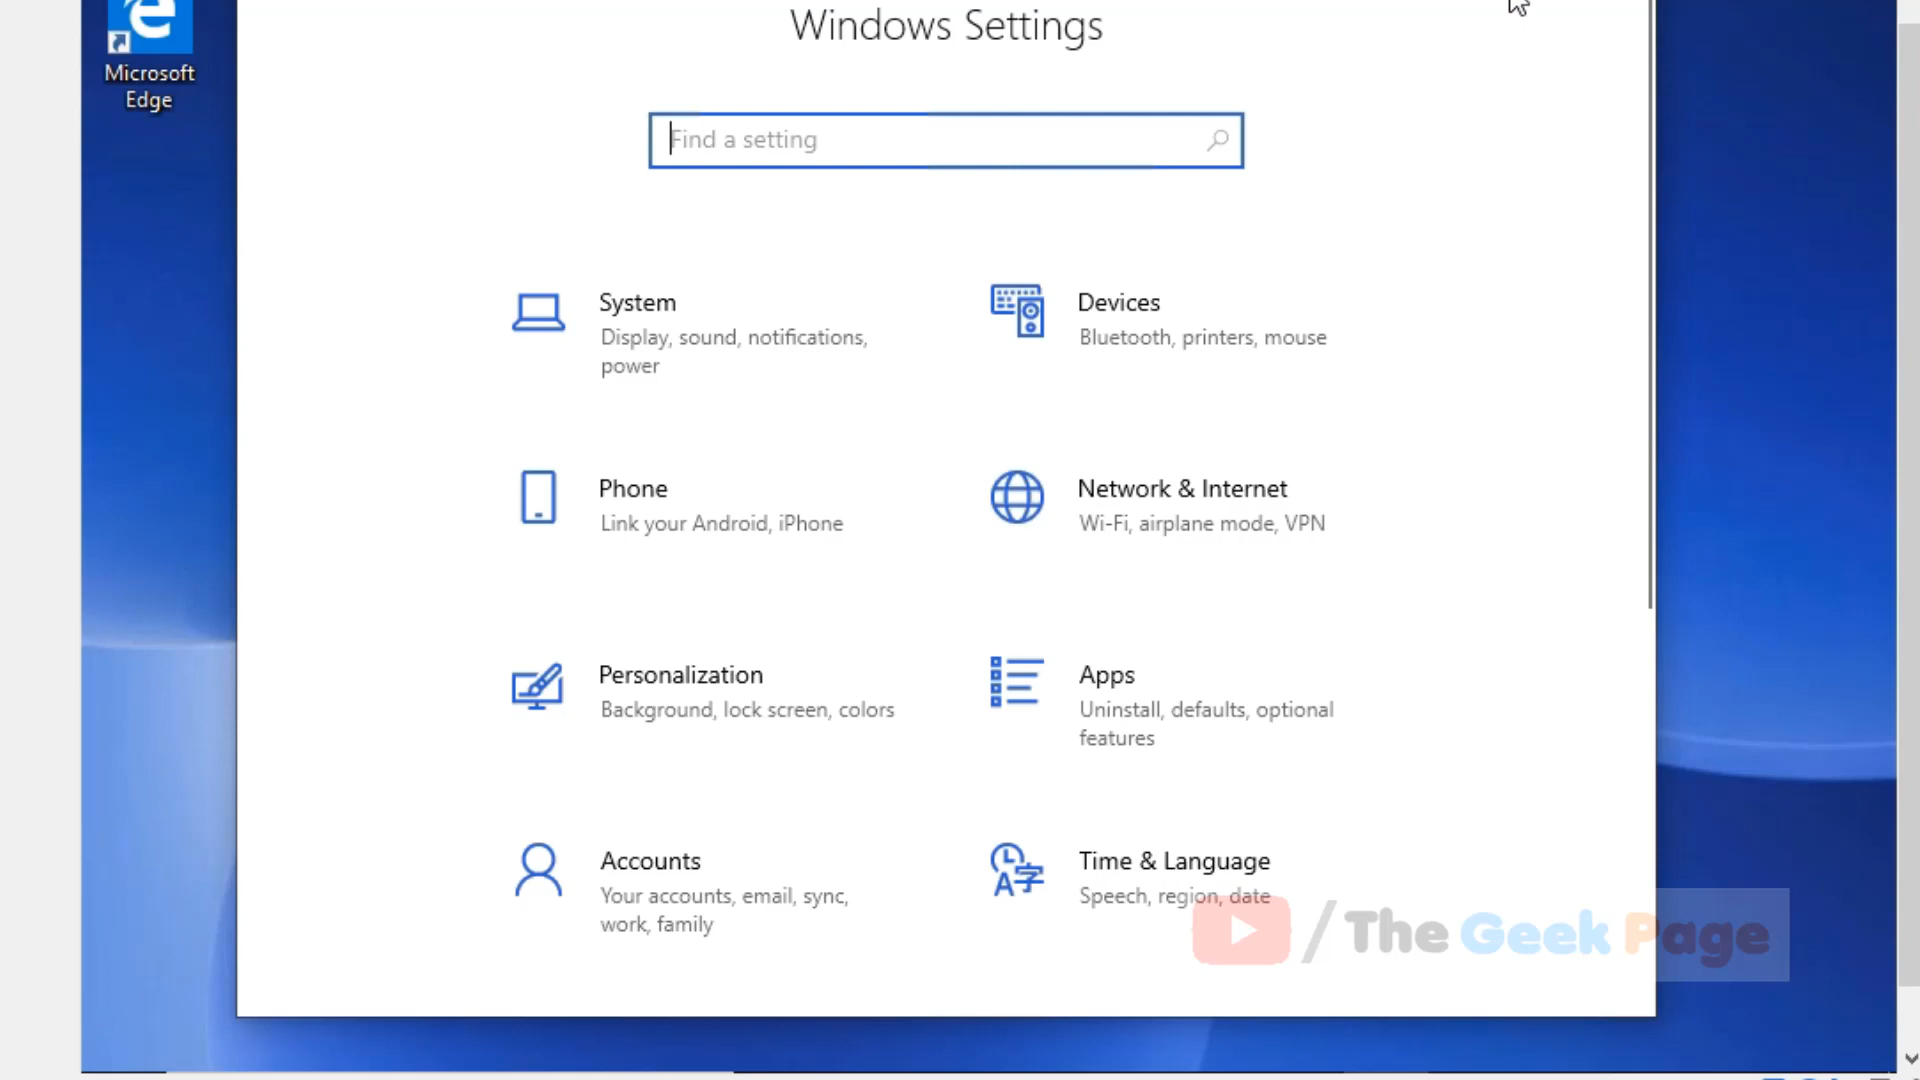 Windows Settings
Microsoft
Edge
Find a setting
System
Display, sound, notifications,
power
Devices
Bluetooth, printers, mouse
Phone
Link your Android, iPhone
Network & Internet
Wi-Fi, airplane mode, VPN
Personalization
Background, lock screen, colors
Apps
Uninstall, defaults, optional
features
Accounts
Your accounts, email, sync,
work, family
Time & Language
Speech, region, date
/The Geek Page